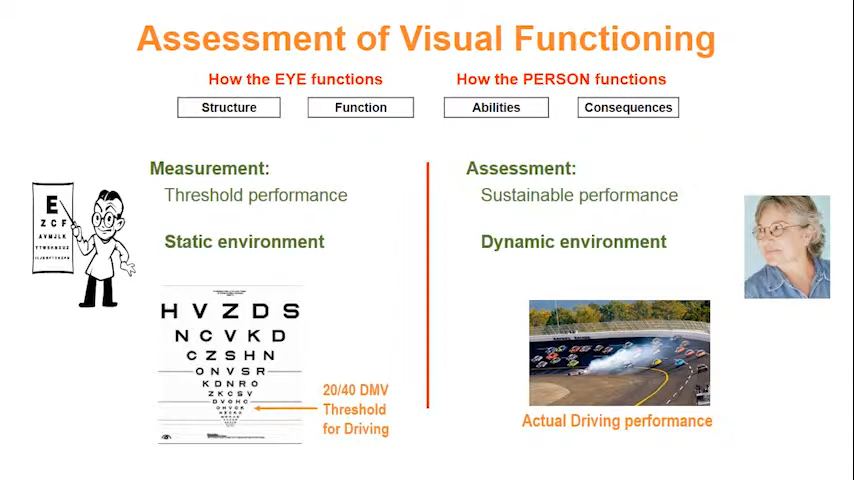 Assessment of Visual Functioning
How the EYE functions
How the PERSON functions
Structure
Function
Abilities
Consequences
Measurement:
Threshold performance
Static environment
Assessment:
Sustainable performance
Dynamic environment
E
Z C F
A V M J L K
H V Z D S
N C V K D
C Z S H N
O N V S R
K D N R O
Z K C S V
D V O H C
20/40 DMV
Threshold
for Driving
Actual Driving performance